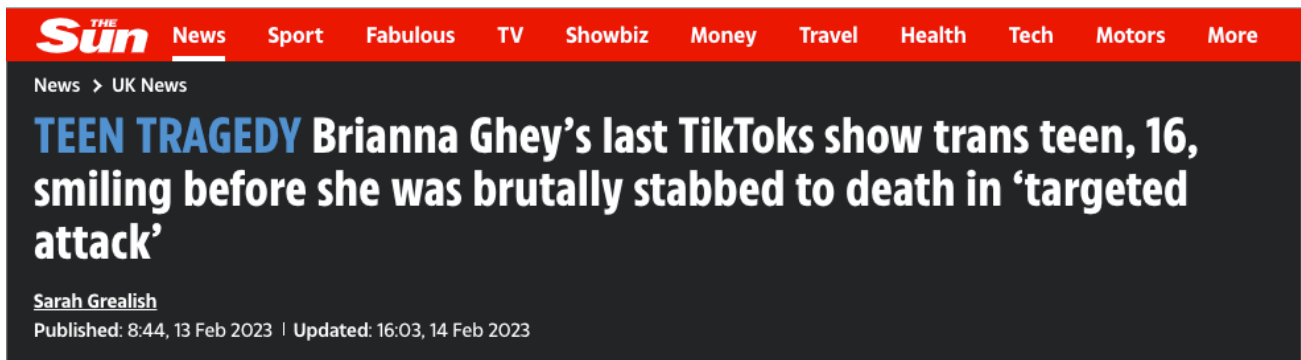 THE Sun News Sport Fabulous TV Showbiz Money Travel Health Tech Motors More
News > UK News
TEEN TRAGEDY Brianna Ghey’s last TikToks show trans teen, 16,
smiling before she was brutally stabbed to death in ‘targeted
attack’
Sarah Grealish
Published: 8:44, 13 Feb 2023 | Updated: 16:03, 14 Feb 2023